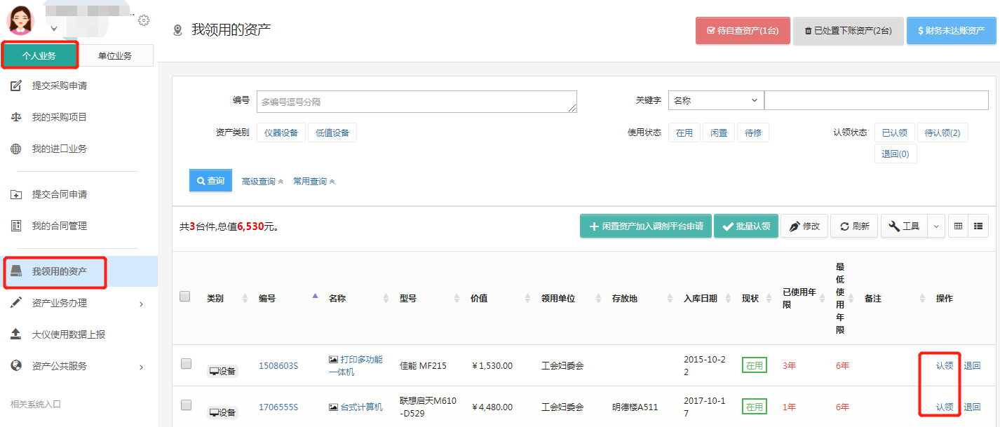 个人业务
单位业务
提交采购申请
我的采购项目
我的进口业务
提交合同申请
我的合同管理
我领用的资产
资产业务办理
大仪使用数据上报
资产公共服务
相关系统入口
我领用的资产
待自查资产(1台)
已处置下账资产(2台)
$ 财务未达账资产
编号
多编号逗号分隔
关键字
名称
资产类别
仪器设备
低值设备
使用状态
在用
闲置
待修
认领状态
已认领
待认领(2)
退回(0)
查询
高级查询
常用查询
共3台件,总值6,530元。
闲置资产加入调剂平台申请
批量认领
修改
刷新
工具
类别
编号
名称
型号
价值
领用单位
存放地
入库日期
现状
已使用年
限
最
低
使
用
年
限
备注
操作
设备
1508603S
打印多功能
一体机
佳能 MF215
￥1,530.00
工会妇委会
2015-10-2
2
在用
3年
6年
认领
退回
设备
1706555S
台式计算机
联想启天M610
-D529
￥4,480.00
工会妇委会
明德楼A511
2017-10-1
7
在用
1年
6年
认领
退回